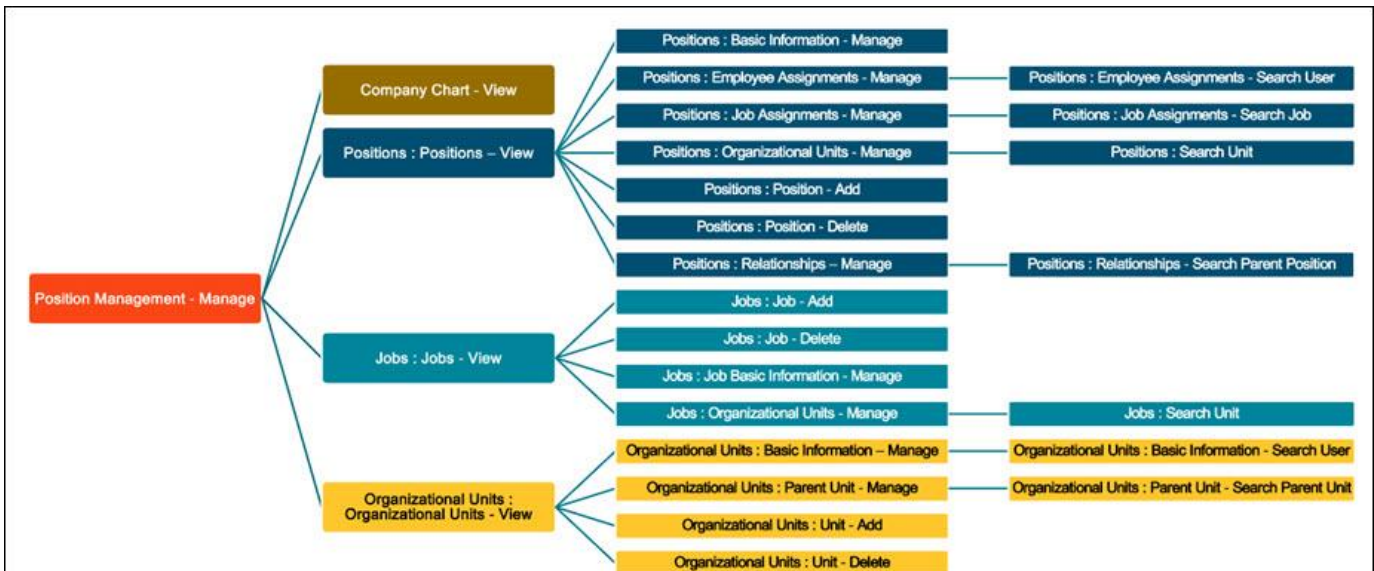 Position Management - Manage
Company Chart - View
Positions : Positions – View
Positions : Basic Information - Manage
Positions : Employee Assignments - Manage
Positions : Employee Assignments - Search User
Positions : Job Assignments - Manage
Positions : Job Assignments - Search Job
Positions : Organizational Units - Manage
Positions : Search Unit
Positions : Position - Add
Positions : Position - Delete
Positions : Relationships – Manage
Positions : Relationships - Search Parent Position
Jobs : Jobs - View
Jobs : Job - Add
Jobs : Job - Delete
Jobs : Job Basic Information - Manage
Jobs : Organizational Units - Manage
Jobs : Search Unit
Organizational Units :
Organizational Units - View
Organizational Units : Basic Information – Manage
Organizational Units : Basic Information - Search User
Organizational Units : Parent Unit - Manage
Organizational Units : Parent Unit - Search Parent Unit
Organizational Units : Unit - Add
Organizational Units : Unit - Delete